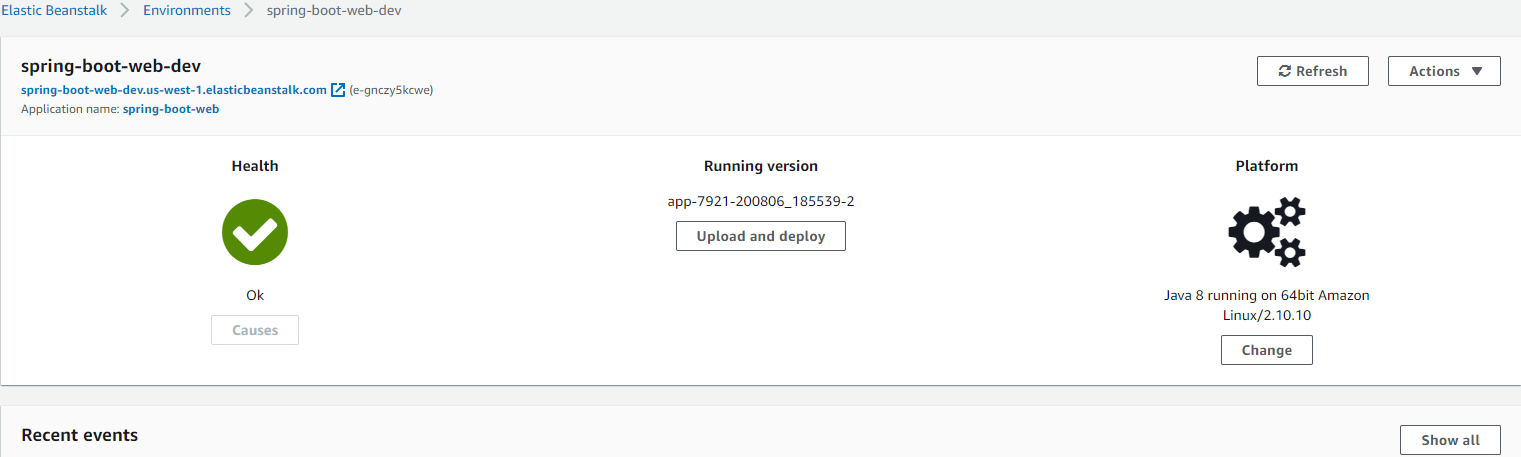 Elastic Beanstalk > Environments > spring-boot-web-dev
spring-boot-web-dev
Refresh
Actions
spring-boot-web-dev.us-west-1.elasticbeanstalk.com (e-gnczy5kcwe)
Application name: spring-boot-web
Health
Running version
Platform
app-7921-200806_185539-2
Upload and deploy
Ok
Causes
Java 8 running on 64bit Amazon
Linux/2.10.10
Change
Recent events
Show all